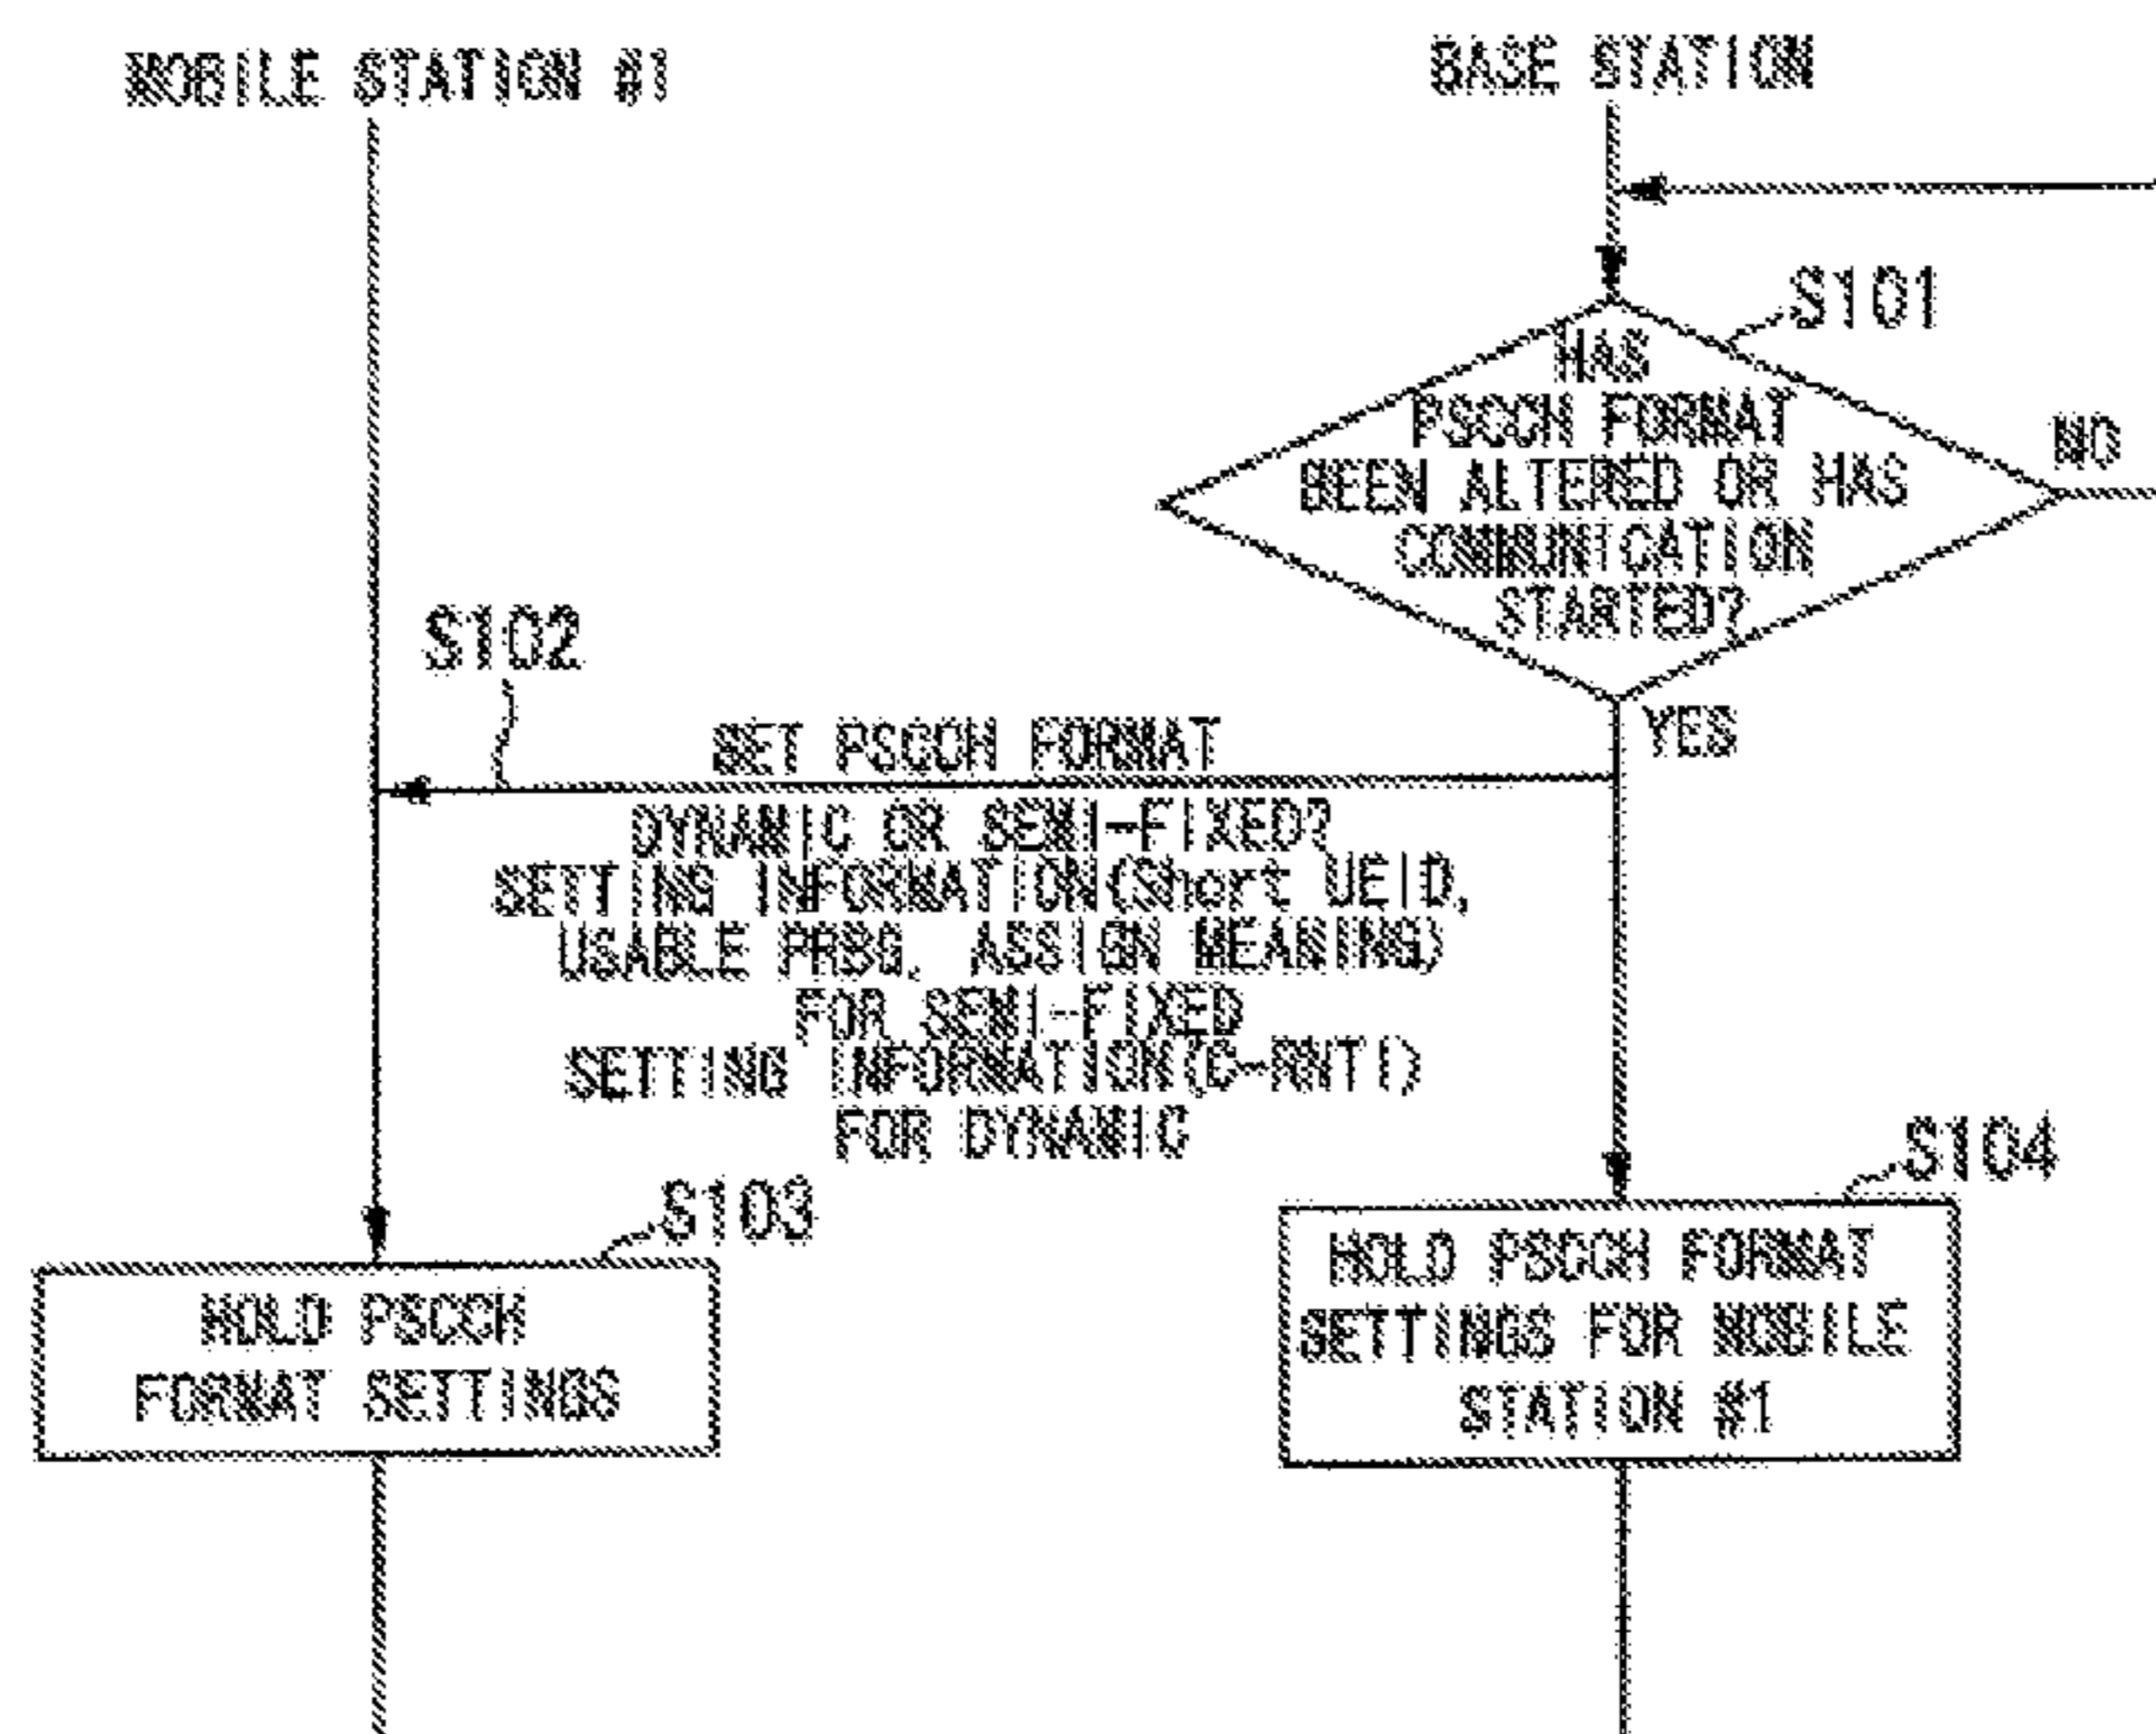 MOBILE STATION #1
BASE STATION
S101
HAS
PSCCH FORMAT
BEEN ALTERED OR HAS
COMMUNICATION
STARTED?
NO
YES
S102
SET PSCCH FORMAT
DYNAMIC OR SEMI-FIXED?
SETTING INFORMATION(Short UEID,
USABLE PRBG, ASSIGN MEANING)
FOR SEMI-FIXED
SETTING INFORMATION(C-RNTI)
FOR DYNAMIC
S103
HOLD PSCCH
FORMAT SETTINGS
S104
HOLD PSCCH FORMAT
SETTINGS FOR MOBILE
STATION #1